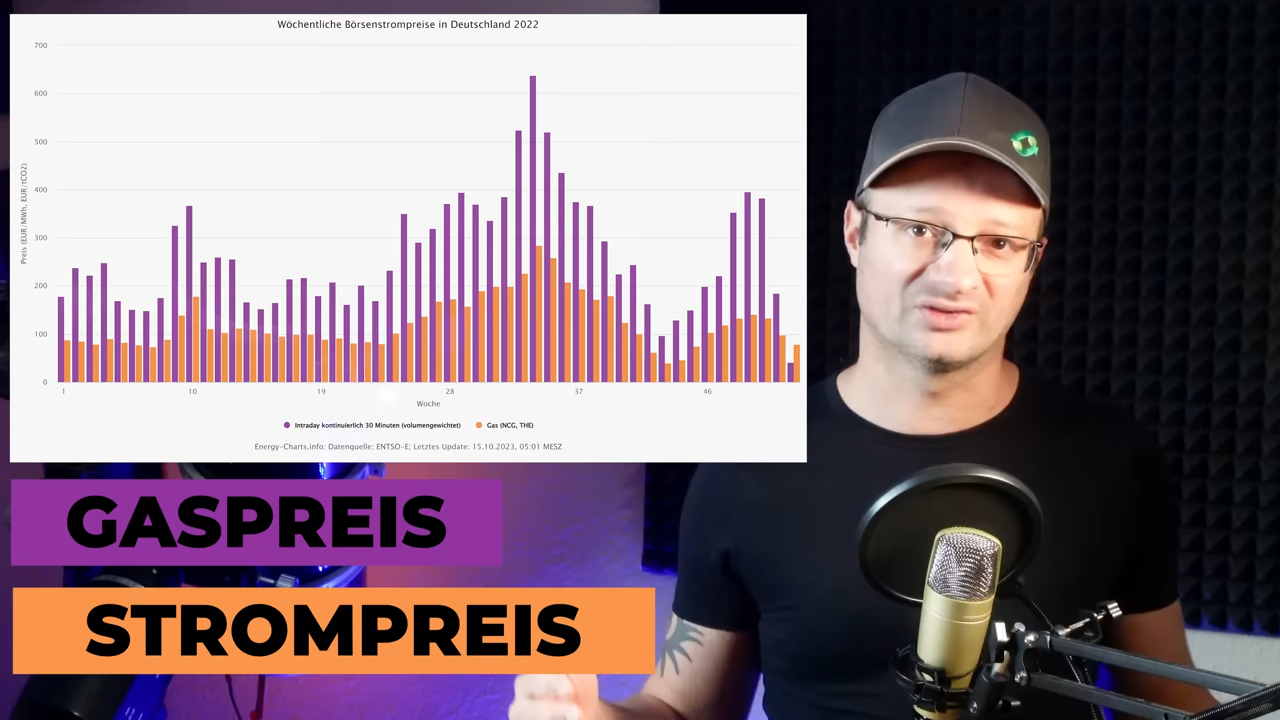 Wöchentliche Börsenstrompreise in Deutschland 2022
700
600
500
400
300
200
100
0
Preis (EUR/MWh, EUR/tCO2)
1 10 19 28 37 46
Woche
Intraday kontinuierlich 30 Minuten (volumengewichtet) Gas (NCG, THE)
Energy-Charts.info; Datenquelle: ENTSO-E; Letztes Update: 15.10.2023, 05:01 MESZ
GASPREIS
STROMPREIS